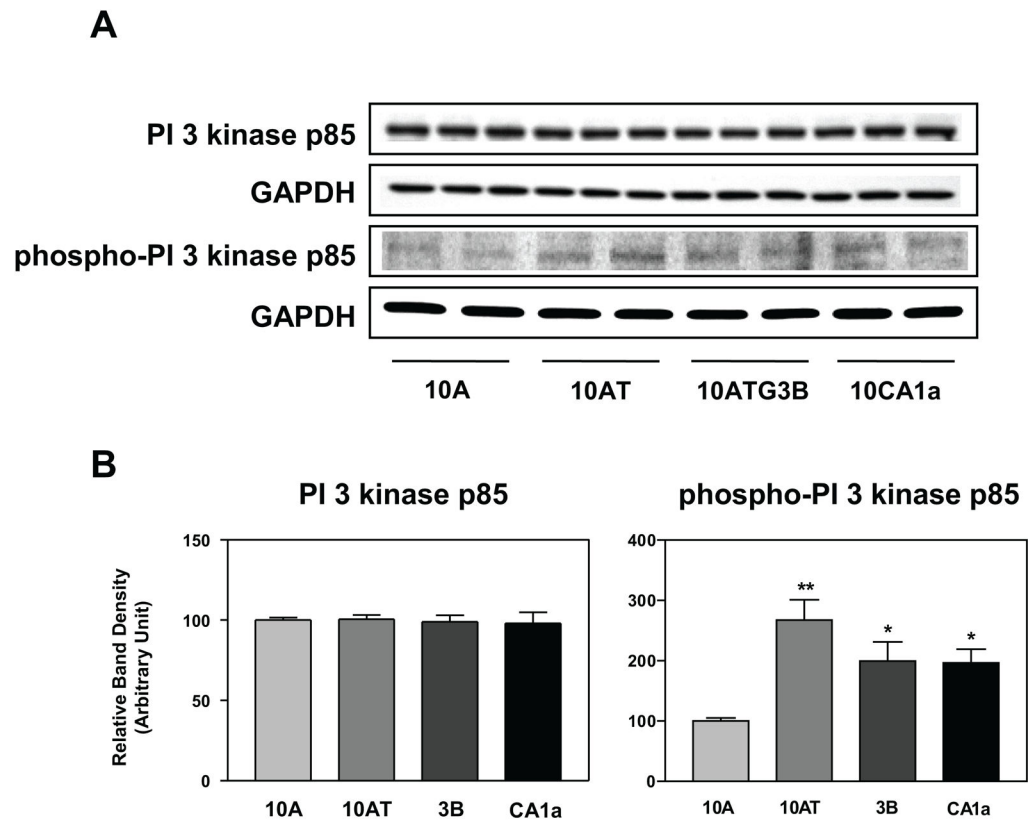 A
PI 3 kinase p85
GAPDH
phospho-PI 3 kinase p85
GAPDH
10A 10AT 10ATG3B 10CA1a
B
PI 3 kinase p85
Relative Band Density
(Arbitrary Unit)
150
100
50
0
10A 10AT 3B CA1a
phospho-PI 3 kinase p85
400
300
200
100
0
** * *
10A 10AT 3B CA1a